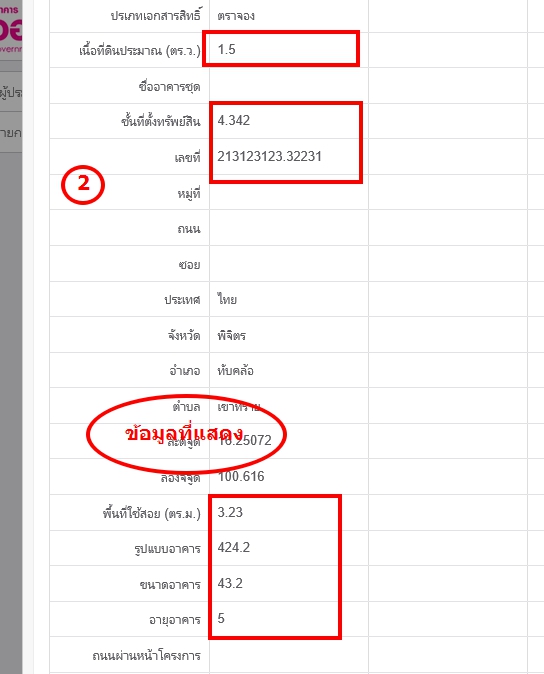 ประเภทเอกสารสิทธิ์ ตราจอง
เนื้อที่ดินประมาณ (ตร.ว.) 1.5
ชื่ออาคารชุด
ชั้นที่ตั้งทรัพย์สิน 4.342
เลขที่ 213123123.32231
2
หมู่ที่
ถนน
ซอย
ประเทศ ไทย
จังหวัด พิจิตร
อำเภอ ทับคล้อ
ตำบล เขาทราย
ข้อมูลที่แสดง
ละติจูด 16.25072
ลองจิจูด 100.616
พื้นที่ใช้สอย (ตร.ม.) 3.23
รูปแบบอาคาร 424.2
ขนาดอาคาร 43.2
อายุอาคาร 5
ถนนผ่านหน้าโครงการ